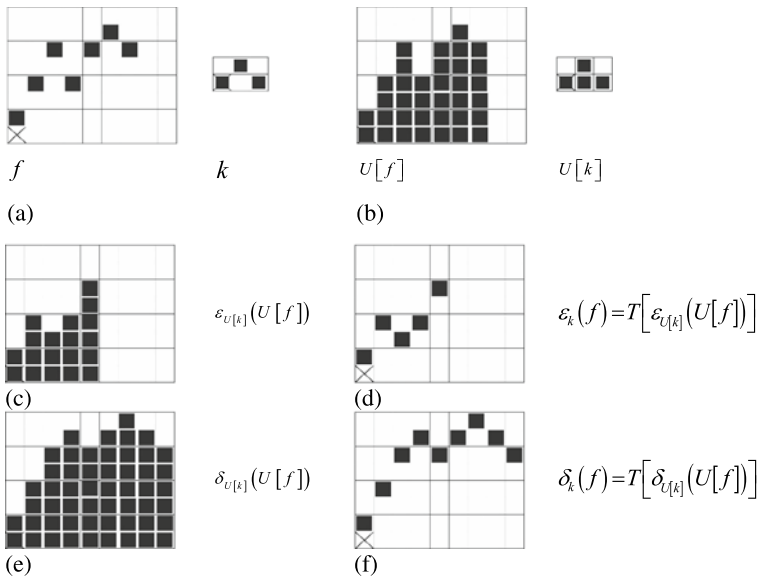 f k U[f] U[k]
(a) (b)
ε_{U[k]}(U[f]) ε_k(f)=T[ε_{U[k]}(U[f])]
(c) (d)
δ_{U[k]}(U[f]) δ_k(f)=T[δ_{U[k]}(U[f])]
(e) (f)